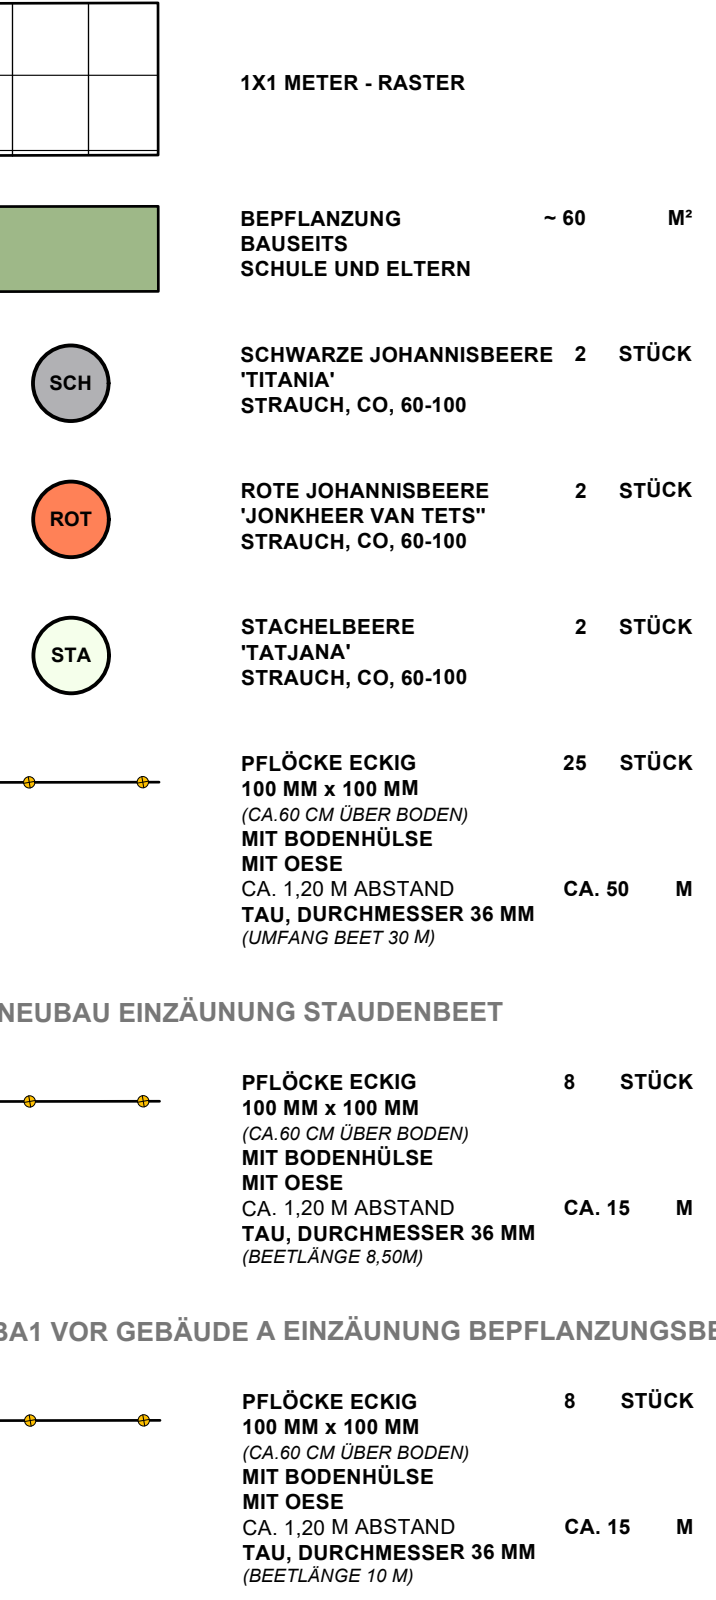 1X1 METER - RASTER
BEPFLANZUNG ~ 60 M²
BAUSEITS
SCHULE UND ELTERN
SCH
SCHWARZE JOHANNISBEERE 2 STÜCK
'TITANIA'
STRAUCH, CO, 60-100
ROT
ROTE JOHANNISBEERE 2 STÜCK
'JONKHEER VAN TETS"
STRAUCH, CO, 60-100
STA
STACHELBEERE 2 STÜCK
'TATJANA'
STRAUCH, CO, 60-100
PFLÖCKE ECKIG 25 STÜCK
100 MM x 100 MM
(CA.60 CM ÜBER BODEN)
MIT BODENHÜLSE
MIT OESE
CA. 1,20 M ABSTAND CA. 50 M
TAU, DURCHMESSER 36 MM
(UMFANG BEET 30 M)
NEUBAU EINZÄUNUNG STAUDENBEET
PFLÖCKE ECKIG 8 STÜCK
100 MM x 100 MM
(CA.60 CM ÜBER BODEN)
MIT BODENHÜLSE
MIT OESE
CA. 1,20 M ABSTAND CA. 15 M
TAU, DURCHMESSER 36 MM
(BEETLÄNGE 8,50M)
BA1 VOR GEBÄUDE A EINZÄUNUNG BEPFLANZUNGSBE
PFLÖCKE ECKIG 8 STÜCK
100 MM x 100 MM
(CA.60 CM ÜBER BODEN)
MIT BODENHÜLSE
MIT OESE
CA. 1,20 M ABSTAND CA. 15 M
TAU, DURCHMESSER 36 MM
(BEETLÄNGE 10 M)